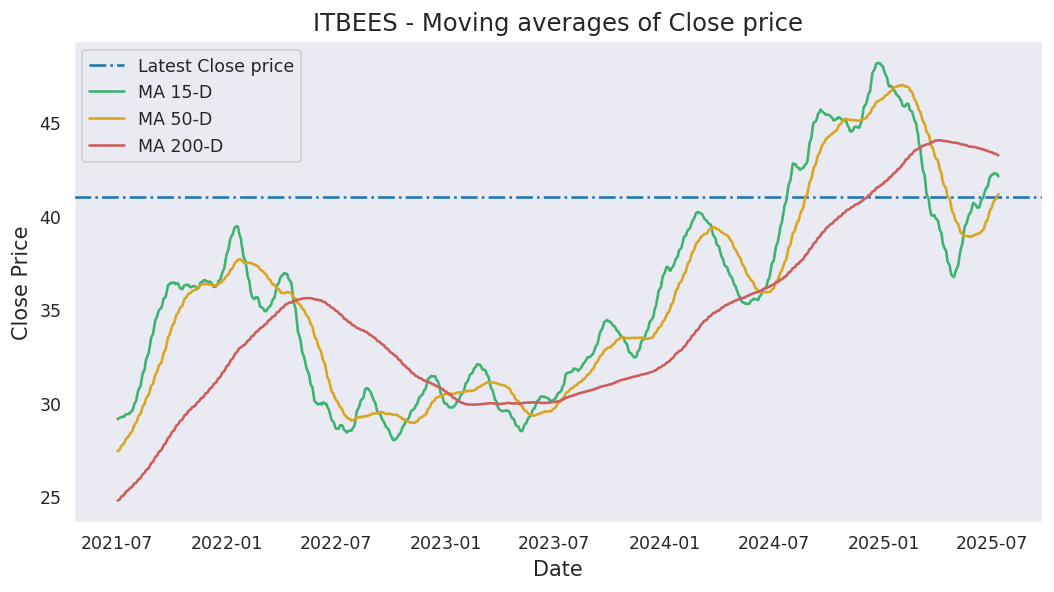 ITBEES - Moving averages of Close price
Latest Close price
MA 15-D
MA 50-D
MA 200-D
Close Price
45
40
35
30
25
2021-07 2022-01 2022-07 2023-01 2023-07 2024-01 2024-07 2025-01 2025-07
Date